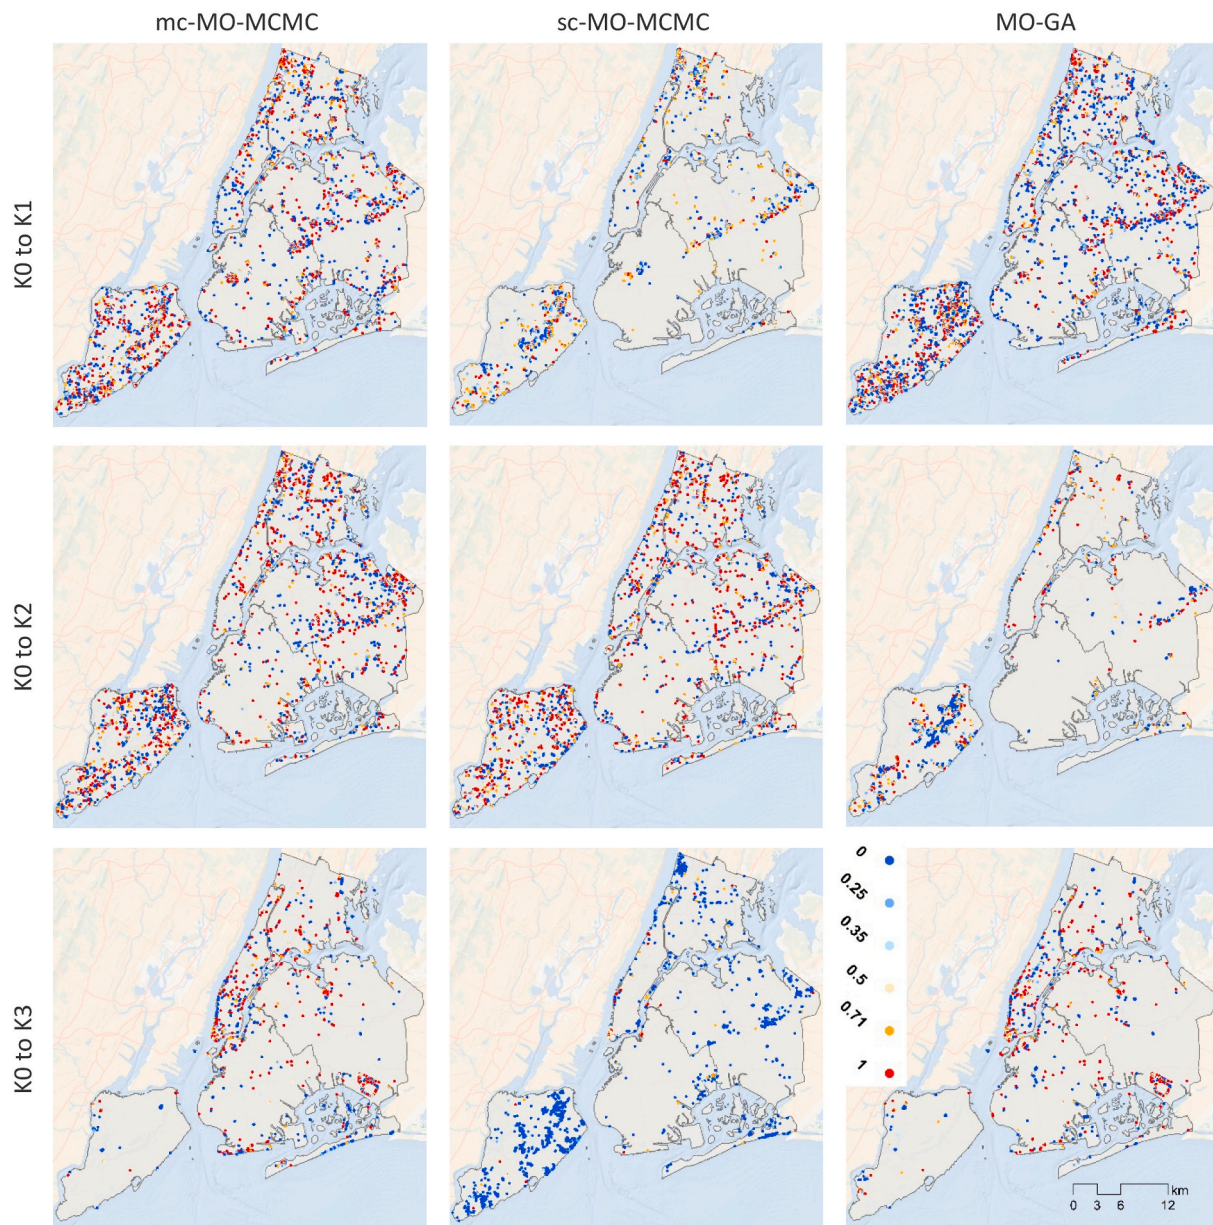 mc-MO-MCMC
sc-MO-MCMC
MO-GA
K0 to K1
K0 to K2
K0 to K3
0
0.25
0.35
0.5
0.71
1
km
0 3 6 12